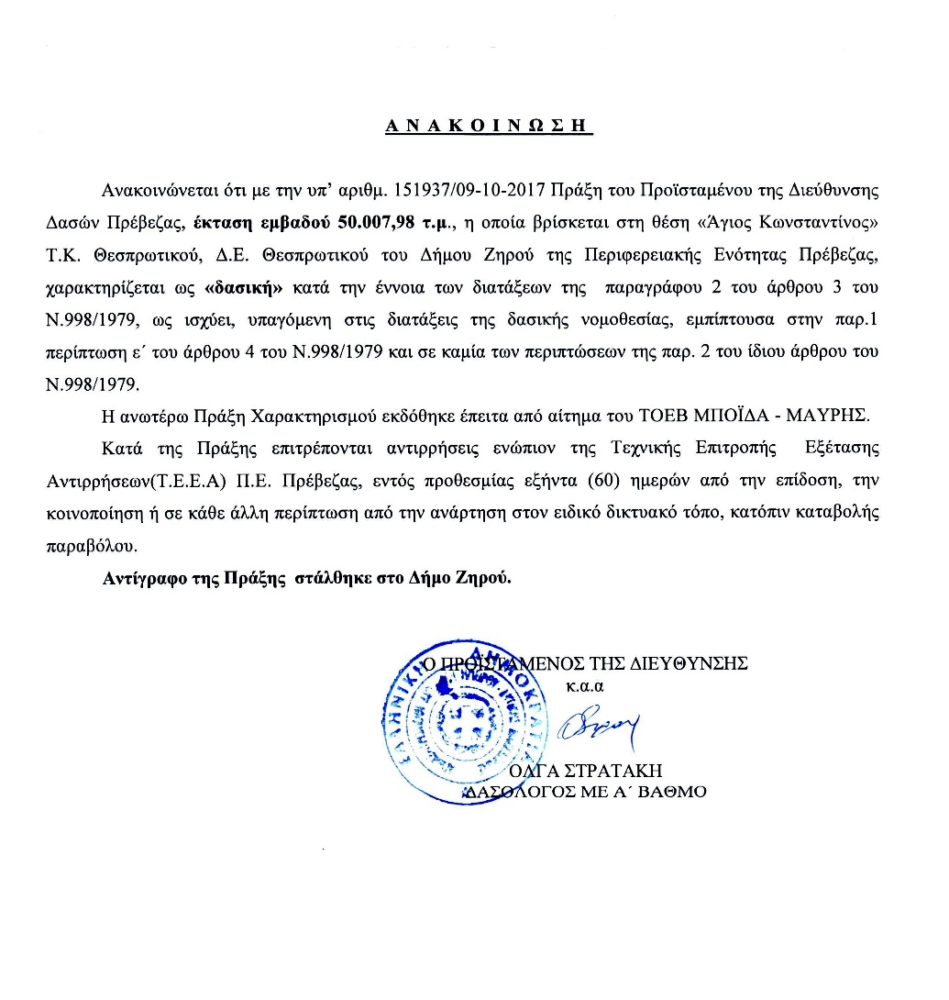 ΑΝΑΚΟΙΝΩΣΗ
Ανακοινώνεται ότι με την υπ’ αριθμ. 151937/09-10-2017 Πράξη του Προϊσταμένου της Διεύθυνσης
Δασών Πρέβεζας, έκταση εμβαδού 50.007,98 τ.μ., η οποία βρίσκεται στη θέση «Άγιος Κωνσταντίνος»
Τ.Κ. Θεσπρωτικού, Δ.Ε. Θεσπρωτικού του Δήμου Ζηρού της Περιφερειακής Ενότητας Πρέβεζας,
χαρακτηρίζεται ως «δασική» κατά την έννοια των διατάξεων της παραγράφου 2 του άρθρου 3 του
Ν.998/1979, ως ισχύει, υπαγόμενη στις διατάξεις της δασικής νομοθεσίας, εμπίπτουσα στην παρ.1
περίπτωση ε΄ του άρθρου 4 του Ν.998/1979 και σε καμία των περιπτώσεων της παρ. 2 του ίδιου άρθρου του
Ν.998/1979.
Η ανωτέρω Πράξη Χαρακτηρισμού εκδόθηκε έπειτα από αίτημα του ΤΟΕΒ ΜΠΟΪΔΑ - ΜΑΥΡΗΣ.
Κατά της Πράξης επιτρέπονται αντιρρήσεις ενώπιον της Τεχνικής Επιτροπής Εξέτασης
Αντιρρήσεων(Τ.Ε.Ε.Α) Π.Ε. Πρέβεζας, εντός προθεσμίας εξήντα (60) ημερών από την επίδοση, την
κοινοποίηση ή σε κάθε άλλη περίπτωση από την ανάρτηση στον ειδικό δικτυακό τόπο, κατόπιν καταβολής
παραβόλου.
Αντίγραφο της Πράξης στάλθηκε στο Δήμο Ζηρού.
Ο ΠΡΟΪΣΤΑΜΕΝΟΣ ΤΗΣ ΔΙΕΥΘΥΝΣΗΣ
κ.α.α
ΕΛΛΗΝΙΚΗ ΔΗΜΟΚΡΑΤΙΑ
ΟΛΓΑ ΣΤΡΑΤΑΚΗ
ΔΑΣΟΛΟΓΟΣ ΜΕ Α΄ ΒΑΘΜΟ